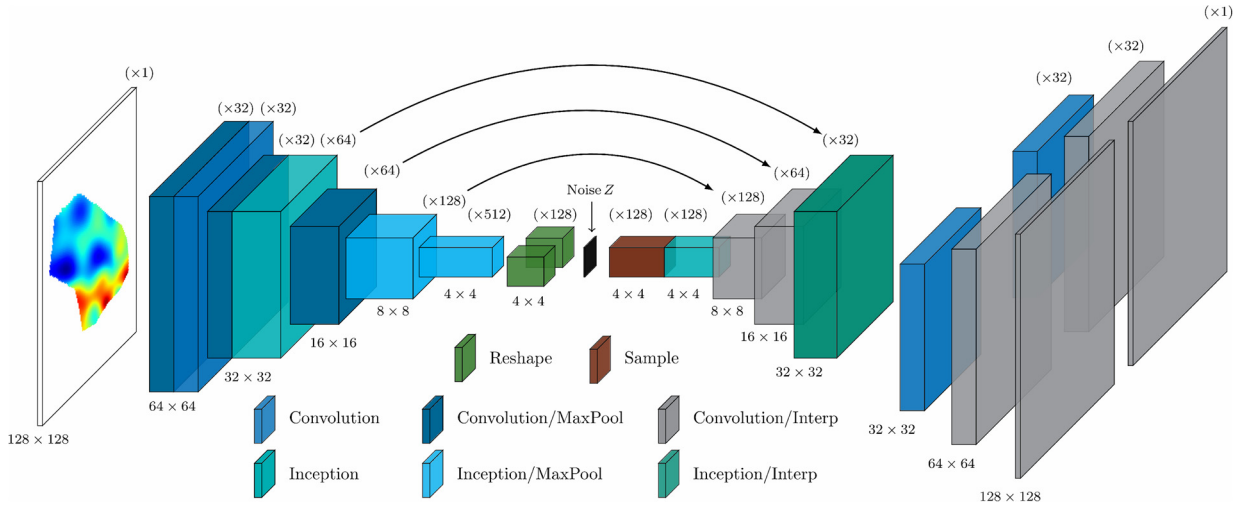 (×1)
(×32) (×32)
(×32) (×64)
(×64)
(×128)
(×512)
(×128)
Noise Z
(×128) (×128)
(×128)
(×64)
(×32)
(×32)
(×32)
(×1)
128 × 128
64 × 64
32 × 32
16 × 16
8 × 8
4 × 4
4 × 4
4 × 4
4 × 4
8 × 8
16 × 16
32 × 32
32 × 32
64 × 64
128 × 128
Reshape
Sample
Convolution
Convolution/MaxPool
Convolution/Interp
Inception
Inception/MaxPool
Inception/Interp